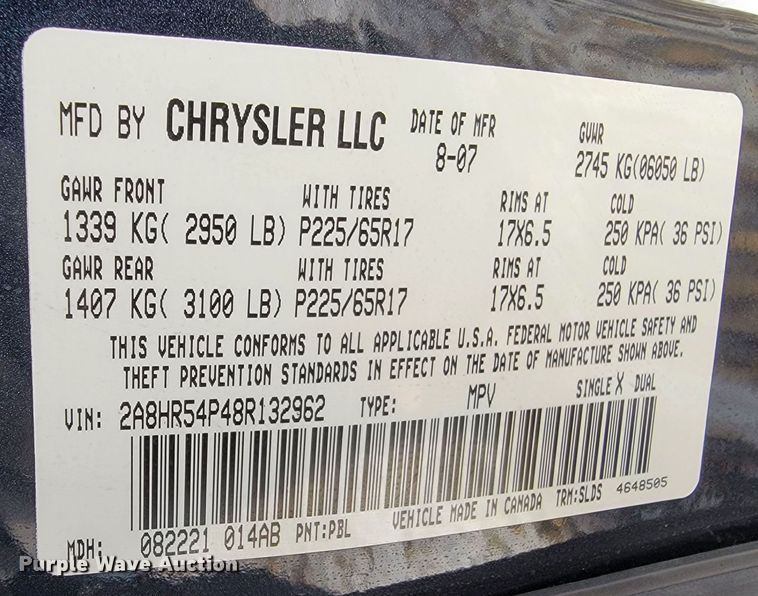 MFD BY CHRYSLER LLC DATE OF MFR GVWR
8-07 2745 KG(06050 LB)
GAWR FRONT WITH TIRES RIMS AT COLD
1339 KG( 2950 LB) P225/65R17 17X6.5 250 KPA( 36 PSI)
GAWR REAR WITH TIRES RIMS AT COLD
1407 KG( 3100 LB) P225/65R17 17X6.5 250 KPA( 36 PSI)
THIS VEHICLE CONFORMS TO ALL APPLICABLE U.S.A. FEDERAL MOTOR VEHICLE SAFETY AND
THEFT PREVENTION STANDARDS IN EFFECT ON THE DATE OF MANUFACTURE SHOWN ABOVE.
VIN: 2A8HR54P48R132962 TYPE: MPV SINGLE X DUAL
MDH: 082221 014AB PNT:PBL VEHICLE MADE IN CANADA TRM:SLDS 4648505
Purple Wave Auction